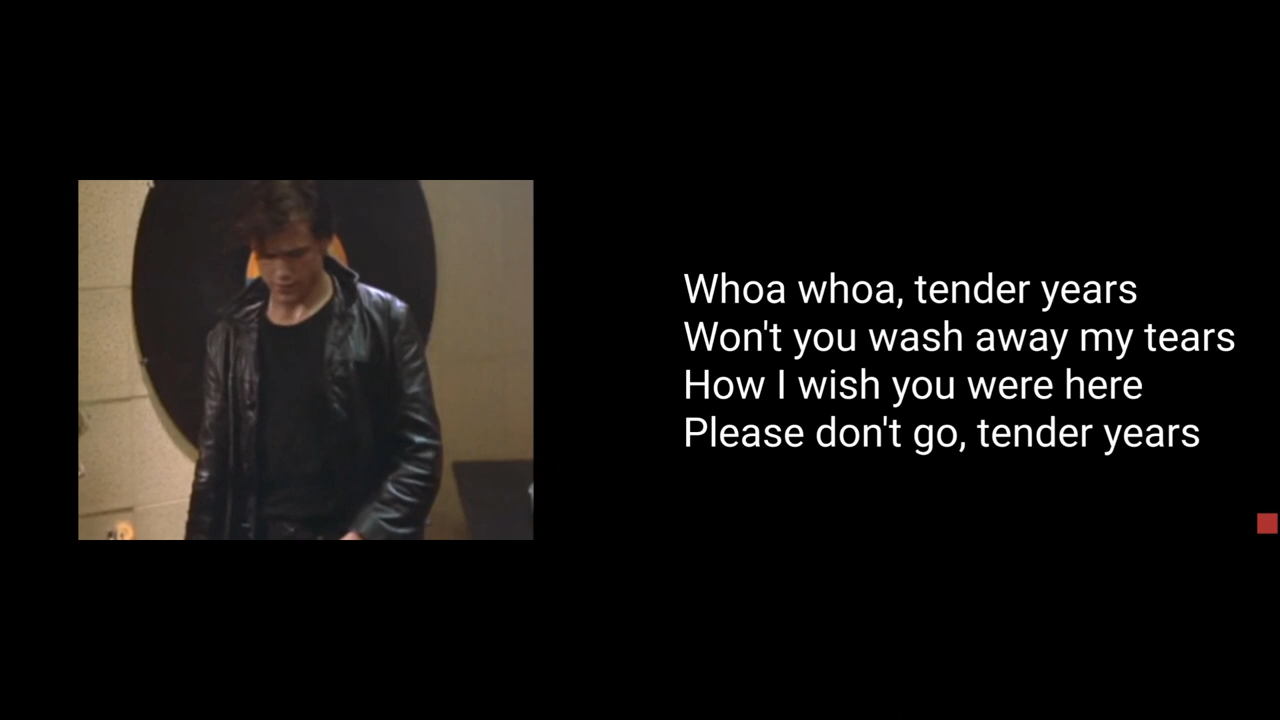 Whoa whoa, tender years
Won't you wash away my tears
How I wish you were here
Please don't go, tender years